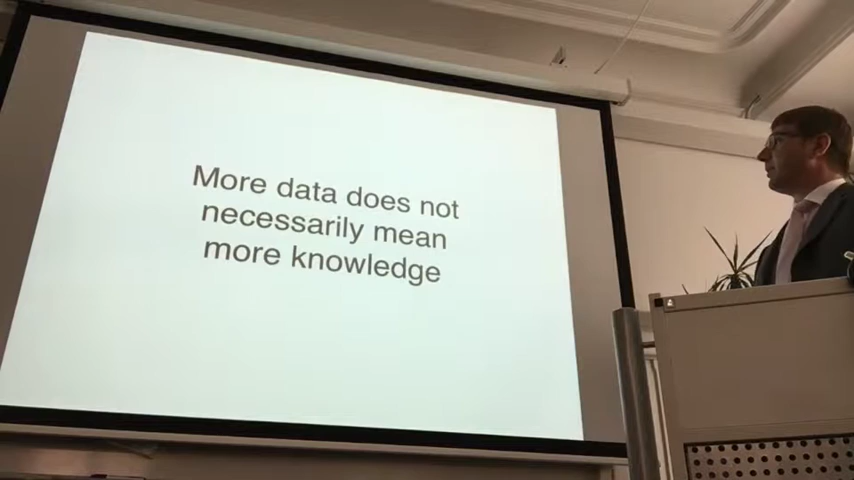 More data does not
necessarily mean
more knowledge